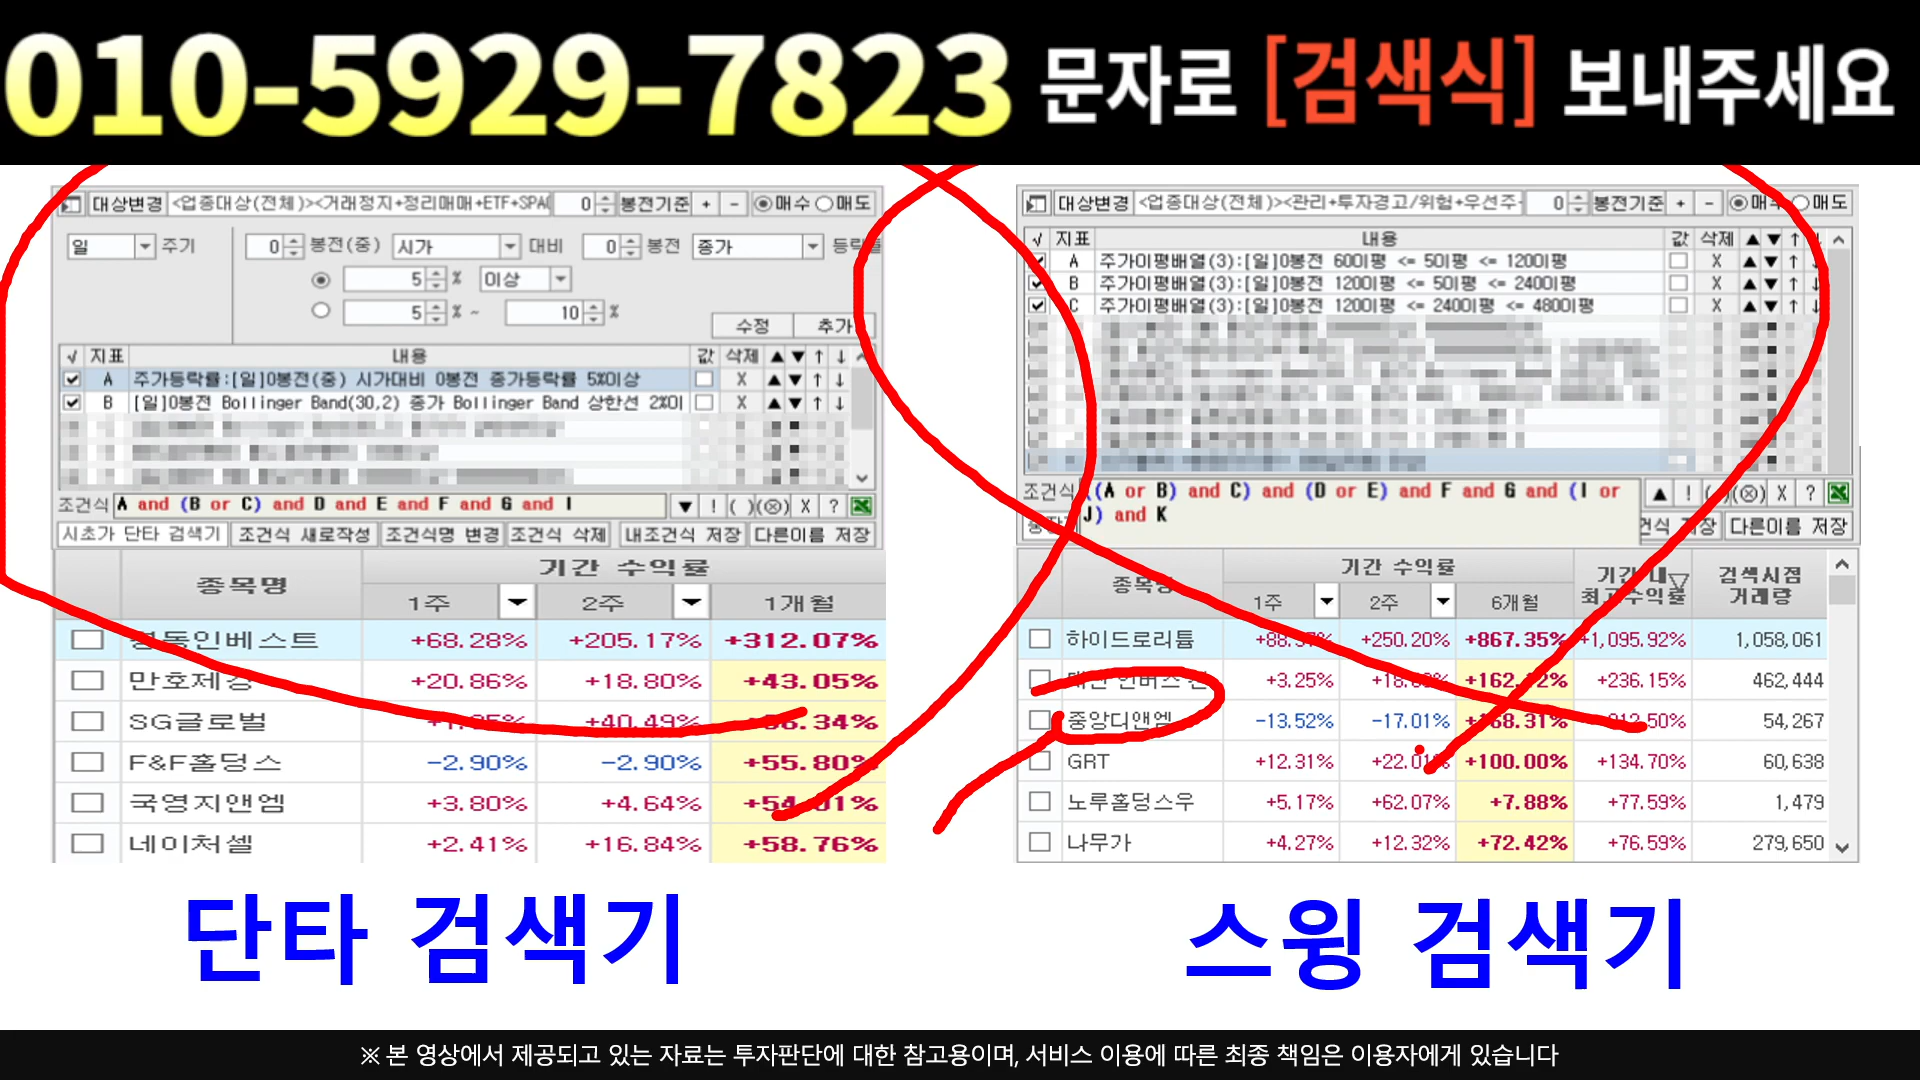 010-5929-7823 문자로 [검색식] 보내주세요
대상변경 <업종대상(전체)><거래정지+정리매매+ETF+SPAC 0 봉전기준 + - 매수 매도
일 주기 0 봉전(중) 시가 대비 0 봉전 종가
5 % 이상
5 % ~ 10 %
수정 추가
√ 지표 내용 값 삭제 ▲ ▼ ↑ ↓
A 주가등락률:[일]0봉전(중) 시가대비 0봉전 종가등락률 5%이상 X ▲ ▼ ↑ ↓
B [일]0봉전 Bollinger Band(30,2) 종가 Bollinger Band 상한선 2%이 X ▲ ▼ ↑ ↓
조건식 A and (B or C) and D and E and F and G and I ▼ ! ( )(⊗) X ?
시초가 단타 검색기 조건식 새로작성 조건식명 변경 조건식 삭제 내조건식 저장 다른이름 저장
종목명 기간 수익률
1주 2주 1개월
+68.28% +205.17% +312.07%
만호제강 +20.86% +18.80% +43.05%
SG글로벌 +40.49%
F&F홀딩스 -2.90% -2.90% +55.80%
국영지앤엠 +3.80% +4.64%
네이처셀 +2.41% +16.84% +58.76%
단타 검색기
대상변경 <업종대상(전체)><관리+투자경고/위험+우선주+ 0 봉전기준 + - 매수 매도
√ 지표 내용 값 삭제 ▲ ▼ ↑
A 주가이평배열(3):[일]0봉전 60이평 <= 5이평 <= 120이평 X ▲ ▼ ↑ ↓
B 주가이평배열(3):[일]0봉전 120이평 <= 5이평 <= 240이평 X ▲ ▼ ↑ ↓
C 주가이평배열(3):[일]0봉전 120이평 <= 240이평 <= 480이평 X ▲ ▼ ↑ ↓
조건식 ((A or B) and C) and (D or E) and F and G and (I or ▲ ! ( )(⊗) X ?
J) and K 건식 저장 다른이름 저장
종목명 기간 수익률 기간 내 최고수익률 검색시점 거래량
1주 2주 6개월
하이드로리튬 +250.20% +867.35% +1,095.92% 1,058,061
+3.25% +236.15% 462,444
중앙디앤엠 -13.52% -17.01% 54,267
GRT +12.31% +100.00% +134.70% 60,638
노루홀딩스우 +5.17% +62.07% +7.88% +77.59% 1,479
나무가 +4.27% +12.32% +72.42% +76.59% 279,650
스윙 검색기
※ 본 영상에서 제공되고 있는 자료는 투자판단에 대한 참고용이며, 서비스 이용에 따른 최종 책임은 이용자에게 있습니다